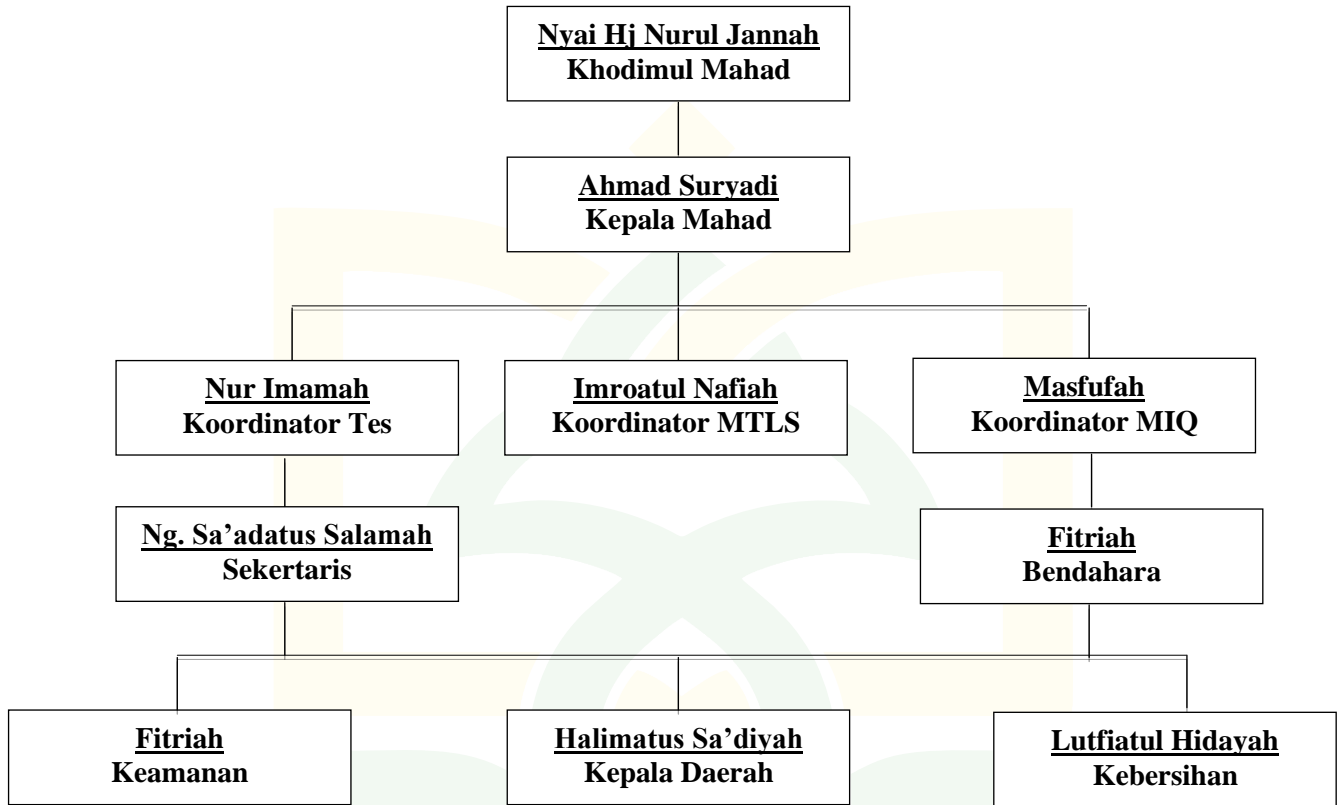 Nyai Hj Nurul Jannah
Khodimul Mahad
Ahmad Suryadi
Kepala Mahad
Nur Imamah
Koordinator Tes
Imroatul Nafiah
Koordinator MTLS
Masfufah
Koordinator MIQ
Ng. Sa’adatus Salamah
Sekertaris
Fitriah
Bendahara
Fitriah
Keamanan
Halimatus Sa’diyah
Kepala Daerah
Lutfiatul Hidayah
Kebersihan